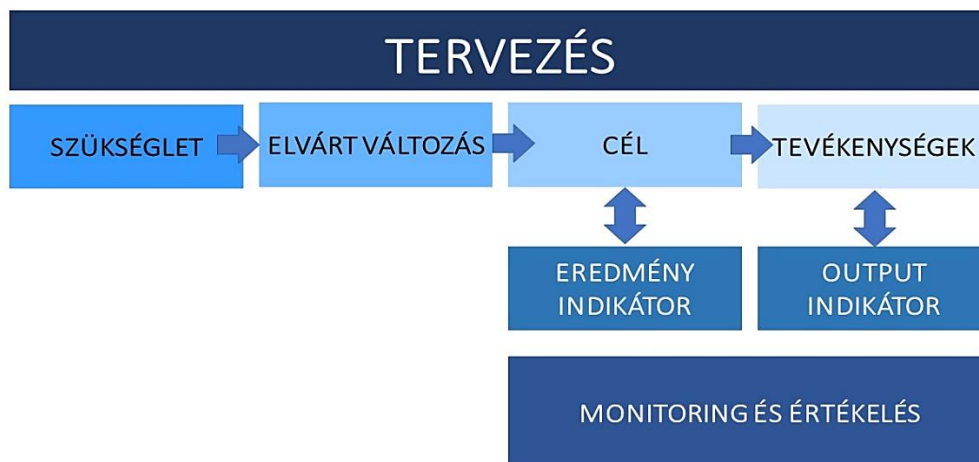 TERVEZÉS
SZÜKSÉGLET
ELVÁRT VÁLTOZÁS
CÉL
TEVÉKENYSÉGEK
EREDMÉNY
INDIKÁTOR
OUTPUT
INDIKÁTOR
MONITORING ÉS ÉRTÉKELÉS